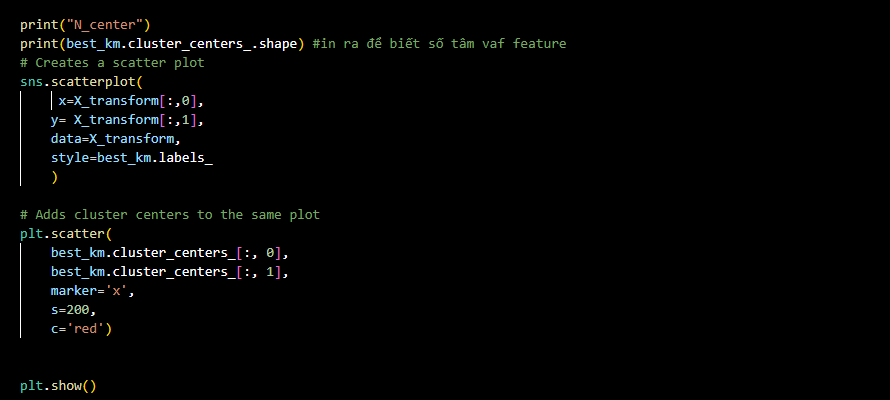 print("N_center")
print(best_km.cluster_centers_.shape) #in ra để biết số tâm vaf feature
# Creates a scatter plot
sns.scatterplot(
x=X_transform[:,0],
y= X_transform[:,1],
data=X_transform,
style=best_km.labels_
)
# Adds cluster centers to the same plot
plt.scatter(
best_km.cluster_centers_[:, 0],
best_km.cluster_centers_[:, 1],
marker='x',
s=200,
c='red')
plt.show()